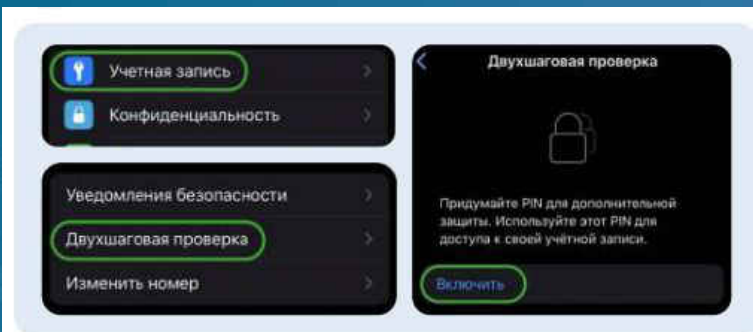 Учетная запись
Конфиденциальность
Уведомления безопасности
Двухшаговая проверка
Изменить номер
Двухшаговая проверка
Придумайте PIN для дополнительной
защиты. Используйте этот PIN для
доступа к своей учётной записи.
Включить